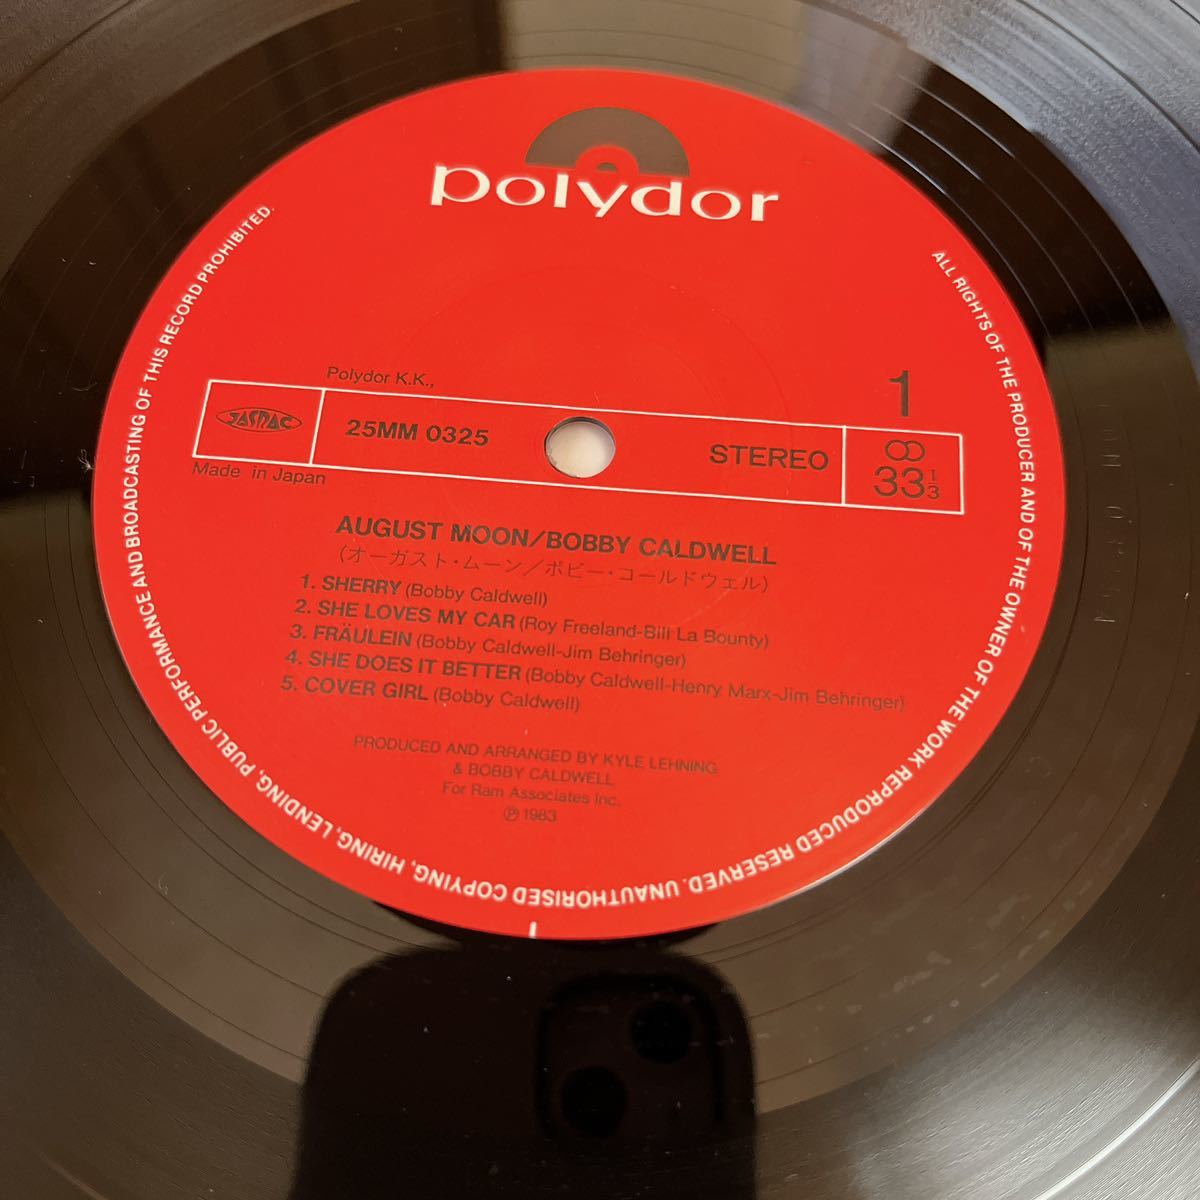 polydor
Polydor K.K.,
1
JASRAC
25MM 0325
STEREO
33 1/3
Made in Japan
AUGUST MOON/BOBBY CALDWELL
(オーガスト・ムーン/ボビー・コールドウェル)
1. SHERRY (Bobby Caldwell)
2. SHE LOVES MY CAR (Roy Freeland-Bill La Bounty)
3. FRÄULEIN (Bobby Caldwell-Jim Behringer)
4. SHE DOES IT BETTER (Bobby Caldwell-Henry Marx-Jim Behringer)
5. COVER GIRL (Bobby Caldwell)
PRODUCED AND ARRANGED BY KYLE LEHNING
& BOBBY CALDWELL
For Ram Associates Inc.
℗ 1983
ALL RIGHTS OF THE PRODUCER AND OF THE OWNER OF THE WORK REPRODUCED RESERVED. UNAUTHORISED COPYING, HIRING, LENDING, PUBLIC PERFORMANCE AND BROADCASTING OF THIS RECORD PROHIBITED.